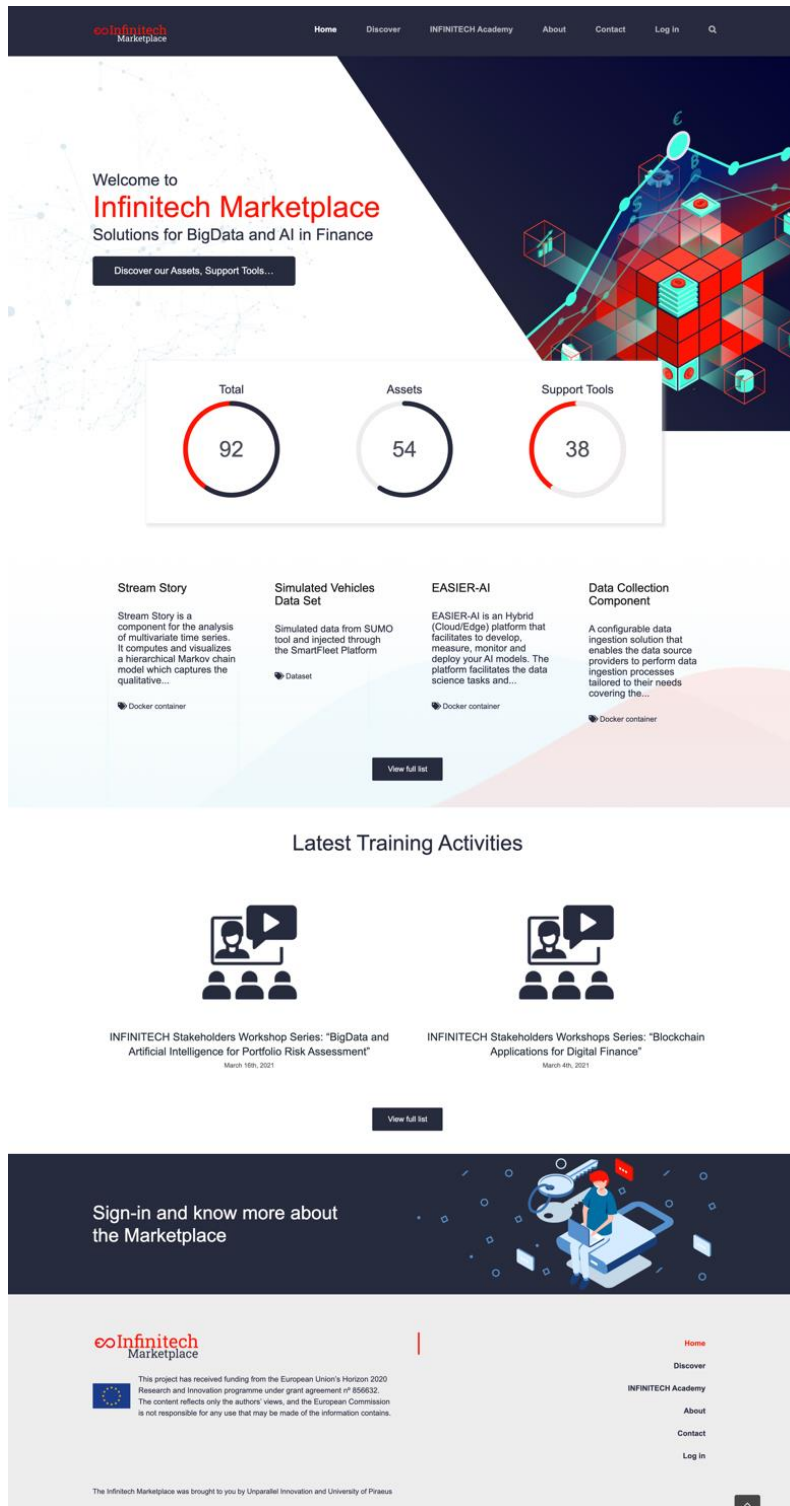 Infinitech
Marketplace
Home Discover INFINITECH Academy About Contact Log in
Welcome to
Infinitech Marketplace
Solutions for BigData and AI in Finance
Discover our Assets, Support Tools...
Total Assets Support Tools
92 54 38
Stream Story
Stream Story is a
component for the analysis
of multivariate time series.
It computes and visualizes
a hierarchical Markov chain
model which captures the
qualitative...
Docker container
Simulated Vehicles
Data Set
Simulated data from SUMO
tool and injected through
the SmartFleet Platform
Dataset
EASIER-AI
EASIER-AI is an Hybrid
(Cloud/Edge) platform that
facilitates to develop,
measure, monitor and
deploy your AI models. The
platform facilitates the data
science tasks and...
Docker container
Data Collection
Component
A configurable data
ingestion solution that
enables the data source
providers to perform data
ingestion processes
tailored to their needs
covering the...
Docker container
View full list
Latest Training Activities
INFINITECH Stakeholders Workshop Series: "BigData and
Artificial Intelligence for Portfolio Risk Assessment"
March 16th, 2021
INFINITECH Stakeholders Workshops Series: "Blockchain
Applications for Digital Finance"
March 4th, 2021
View full list
Sign-in and know more about
the Marketplace
Infinitech
Marketplace
This project has received funding from the European Union's Horizon 2020
Research and Innovation programme under grant agreement nº 856632.
The content reflects only the authors' views, and the European Commission
is not responsible for any use that may be made of the information contains.
Home
Discover
INFINITECH Academy
About
Contact
Log in
The Infinitech Marketplace was brought to you by Unparallel Innovation and University of Piraeus